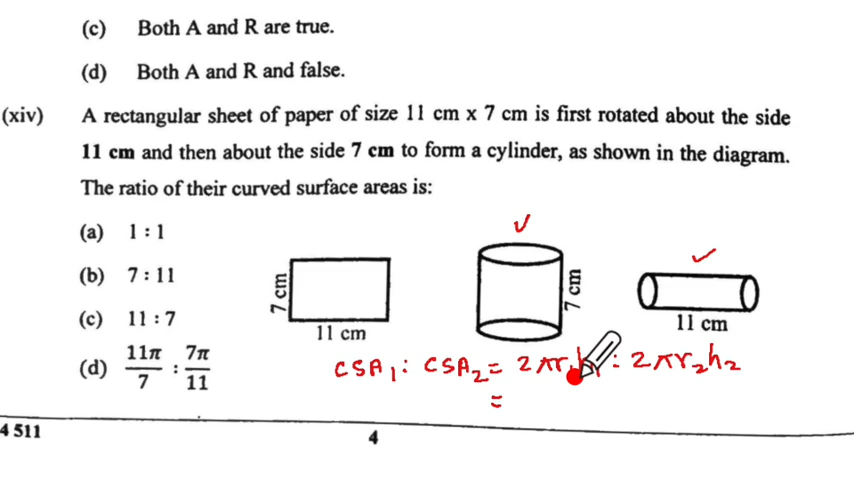 (c) Both A and R are true.
(d) Both A and R and false.
(xiv) A rectangular sheet of paper of size 11 cm x 7 cm is first rotated about the side
11 cm and then about the side 7 cm to form a cylinder, as shown in the diagram.
The ratio of their curved surface areas is:
(a) 1 : 1
(b) 7 : 11
(c) 11 : 7
(d) 11π/7 : 7π/11
7 cm
11 cm
7 cm
11 cm
CSA₁ : CSA₂ = 2πr₁h₁ : 2πr₂h₂
=
4 511
4